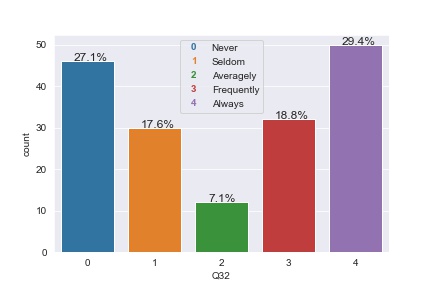 50
40
30
20
10
0
count
27.1%
17.6%
7.1%
18.8%
29.4%
0 Never
1 Seldom
2 Averagely
3 Frequently
4 Always
0 1 2 3 4
Q32